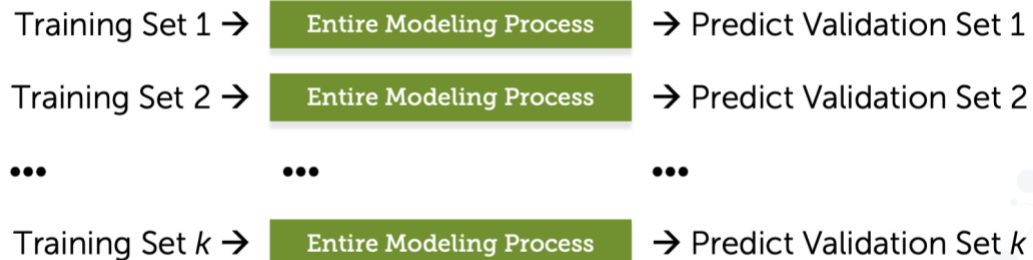 Training Set 1 → Entire Modeling Process → Predict Validation Set 1
Training Set 2 → Entire Modeling Process → Predict Validation Set 2
••• ••• •••
Training Set k → Entire Modeling Process → Predict Validation Set k